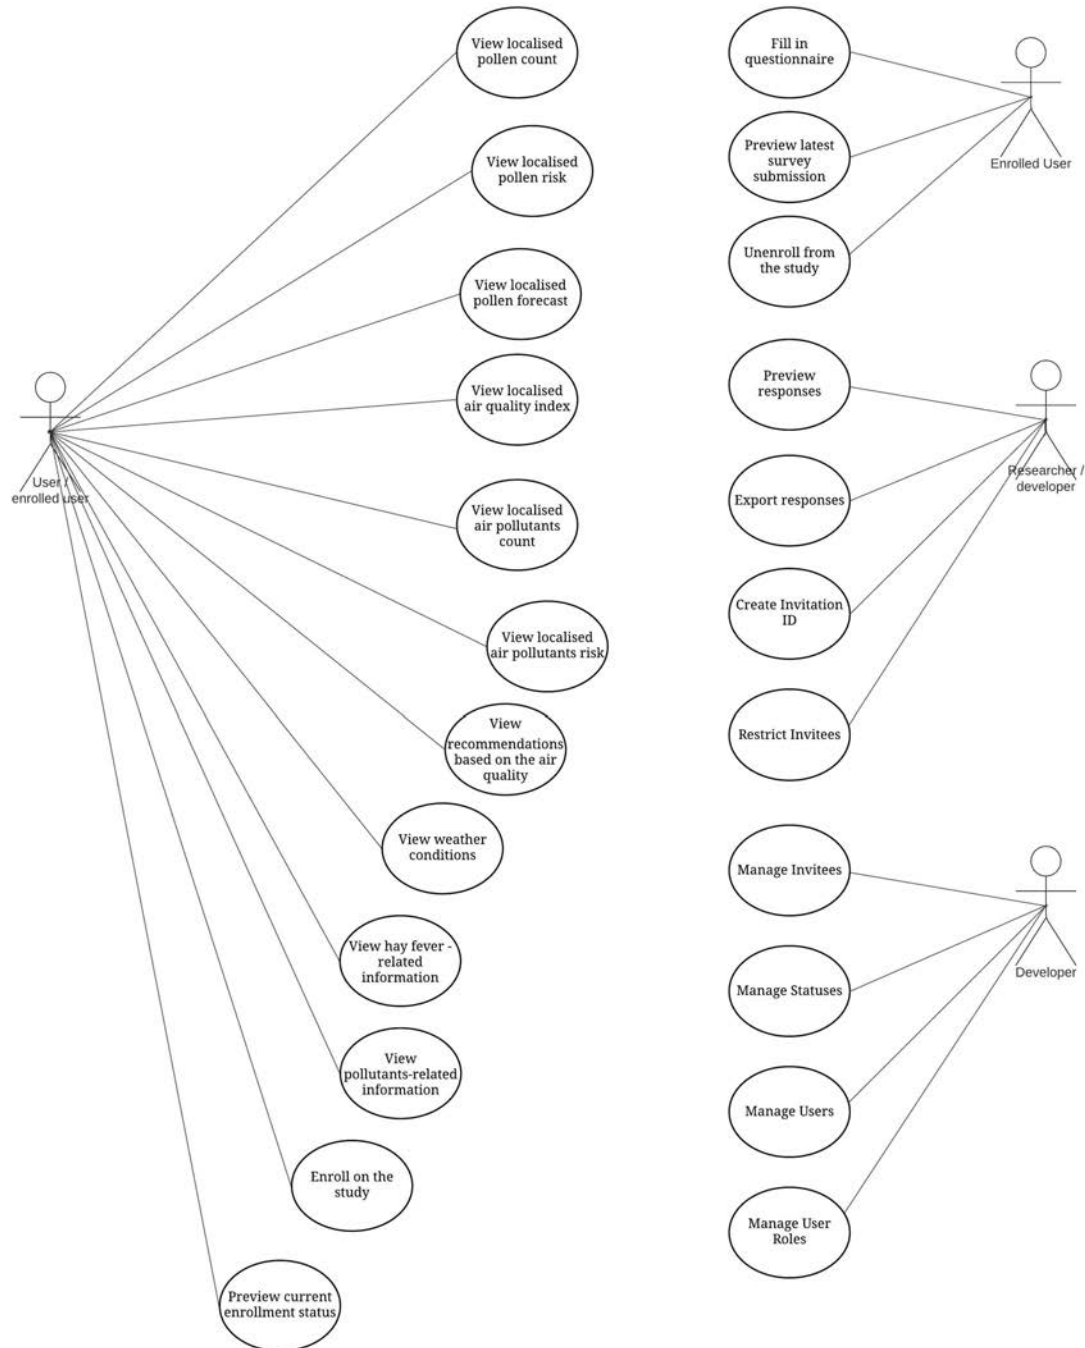 View localised
pollen count
View localised
pollen risk
View localised
pollen forecast
View localised
air quality index
User /
enrolled user
View localised
air pollutants
count
View localised
air pollutants risk
View
recommendations
based on the air
quality
View weather
conditions
View hay fever -
related
information
View
pollutants-related
information
Enroll on the
study
Preview current
enrollment status
Fill in
questionnaire
Preview latest
survey
submission
Enrolled User
Unenroll from
the study
Preview
responses
Researcher /
developer
Export responses
Create Invitation
ID
Restrict Invitees
Manage Invitees
Developer
Manage Statuses
Manage Users
Manage User
Roles